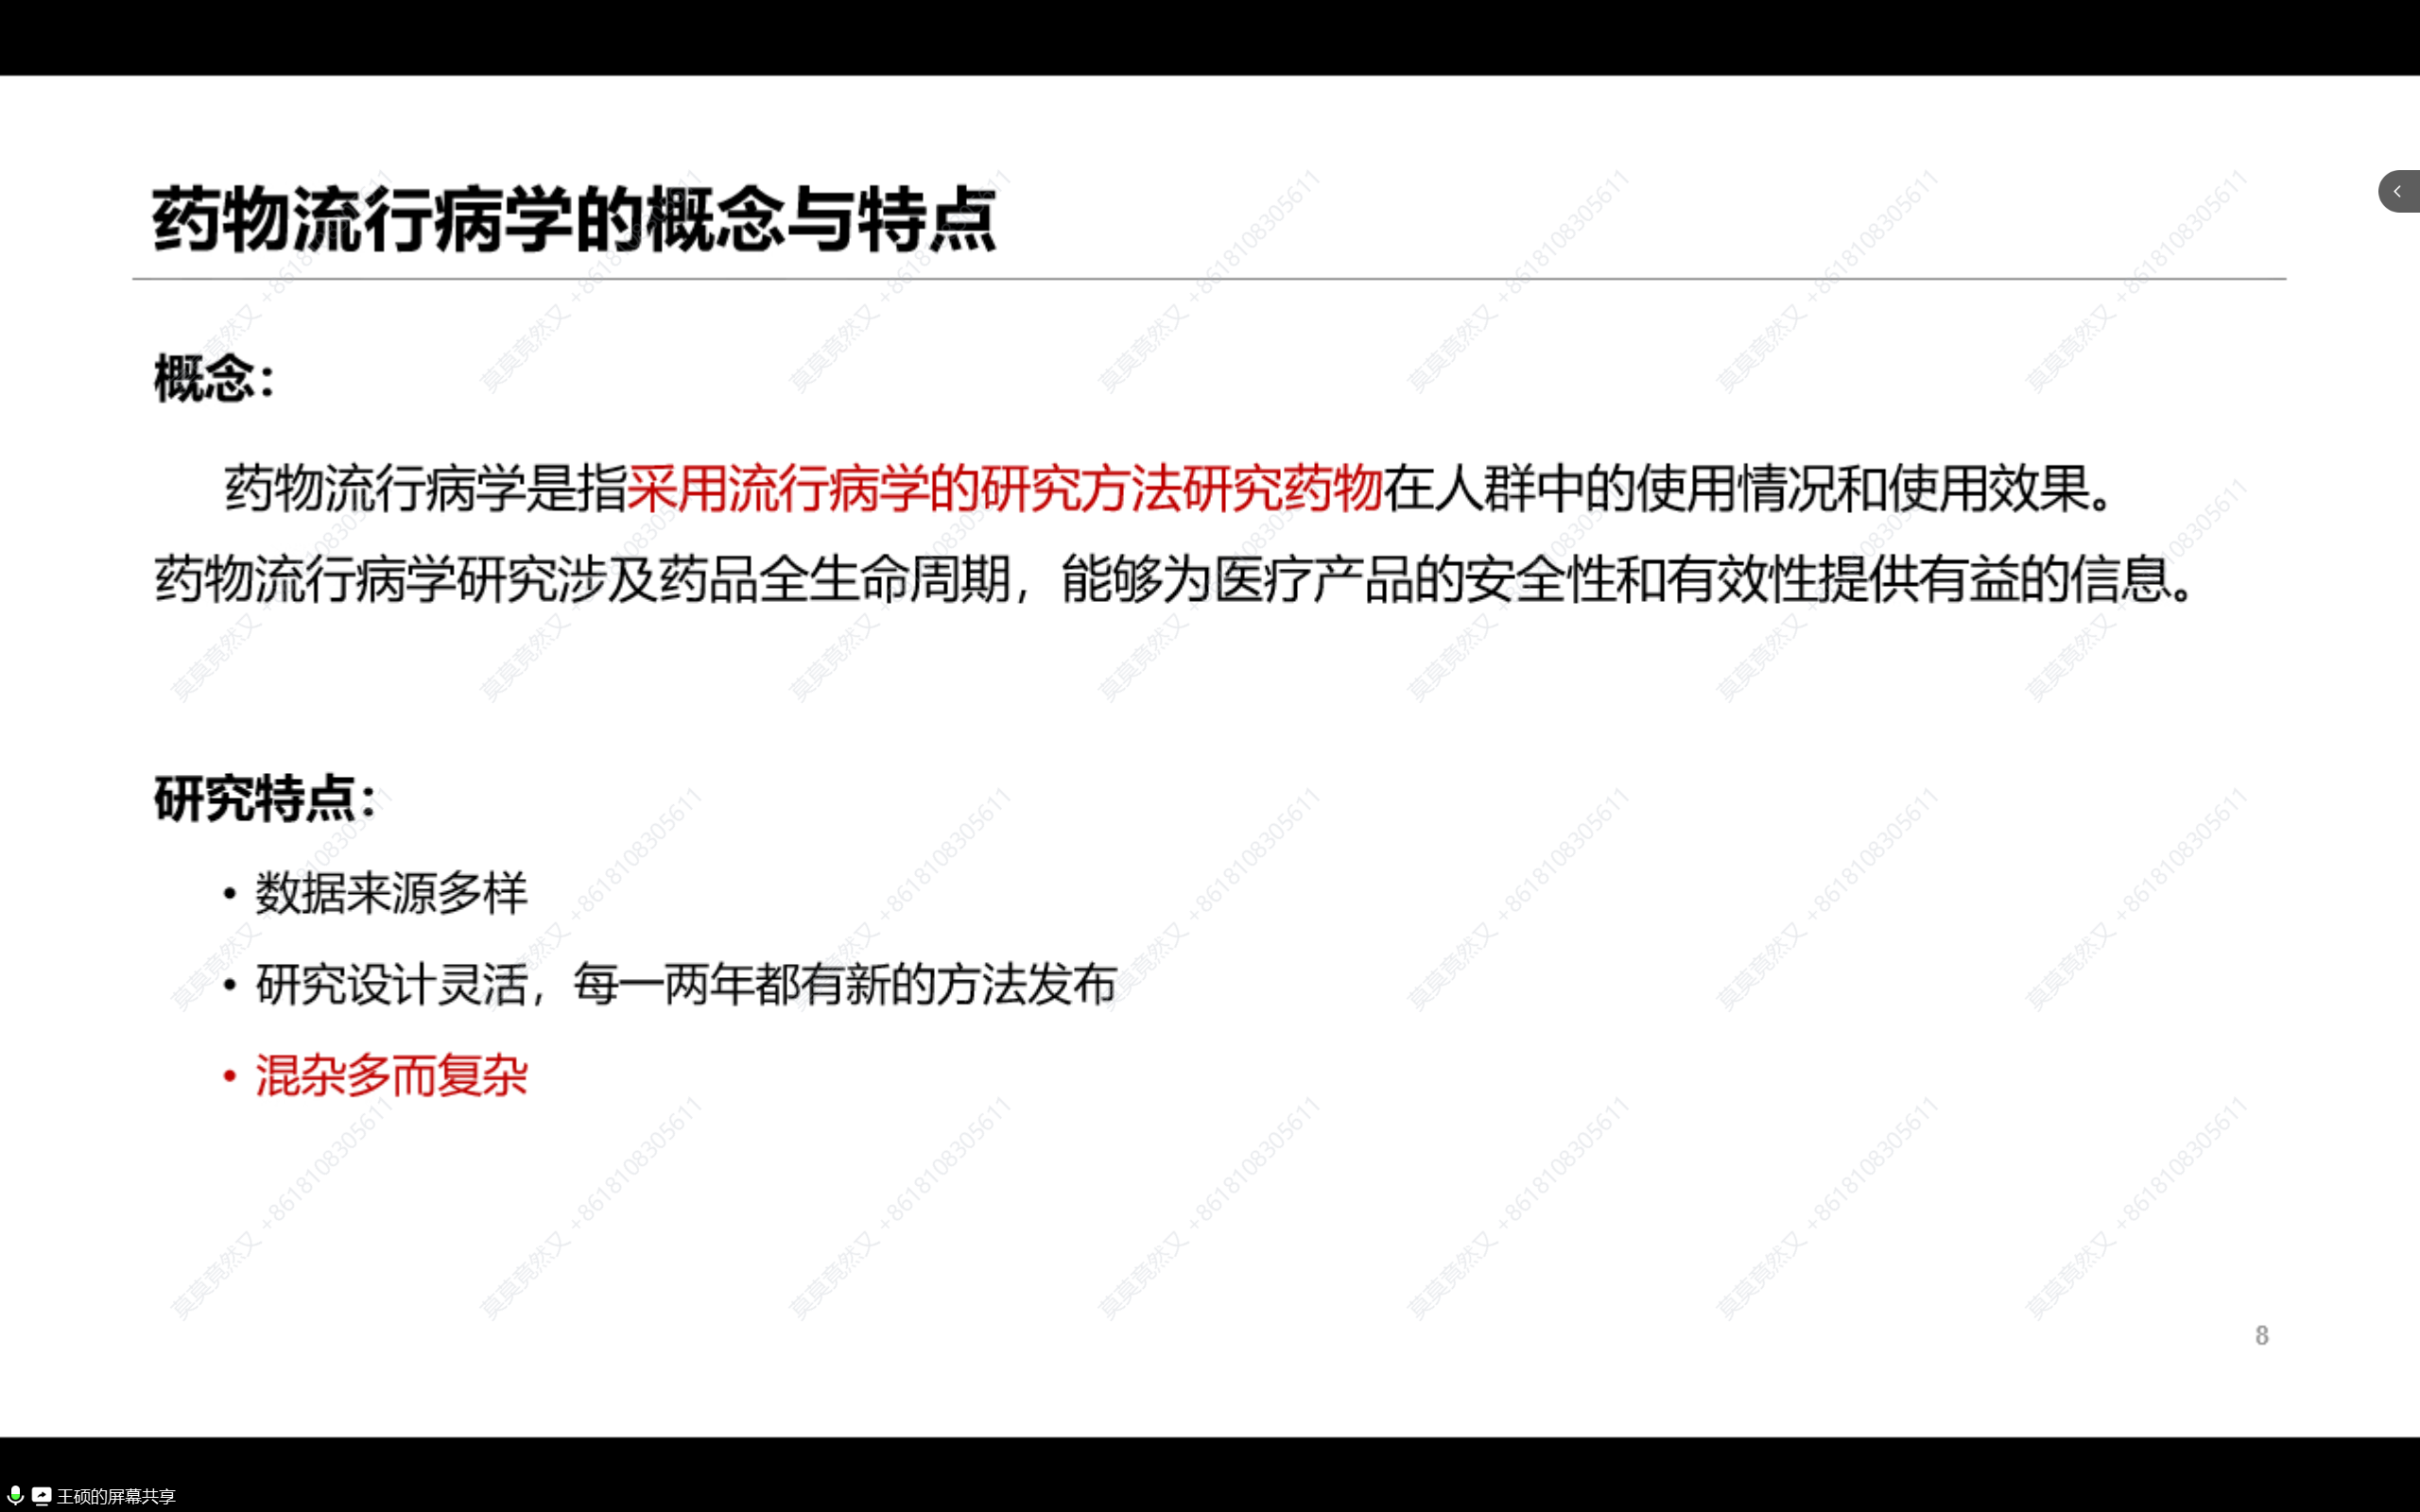 药物流行病学的概念与特点
概念：
药物流行病学是指采用流行病学的研究方法研究药物在人群中的使用情况和使用效果。
药物流行病学研究涉及药品全生命周期，能够为医疗产品的安全性和有效性提供有益的信息。
研究特点：
• 数据来源多样
• 研究设计灵活，每一两年都有新的方法发布
• 混杂多而复杂
莫莫竟然又 +8618108305611
8
王硕的屏幕共享